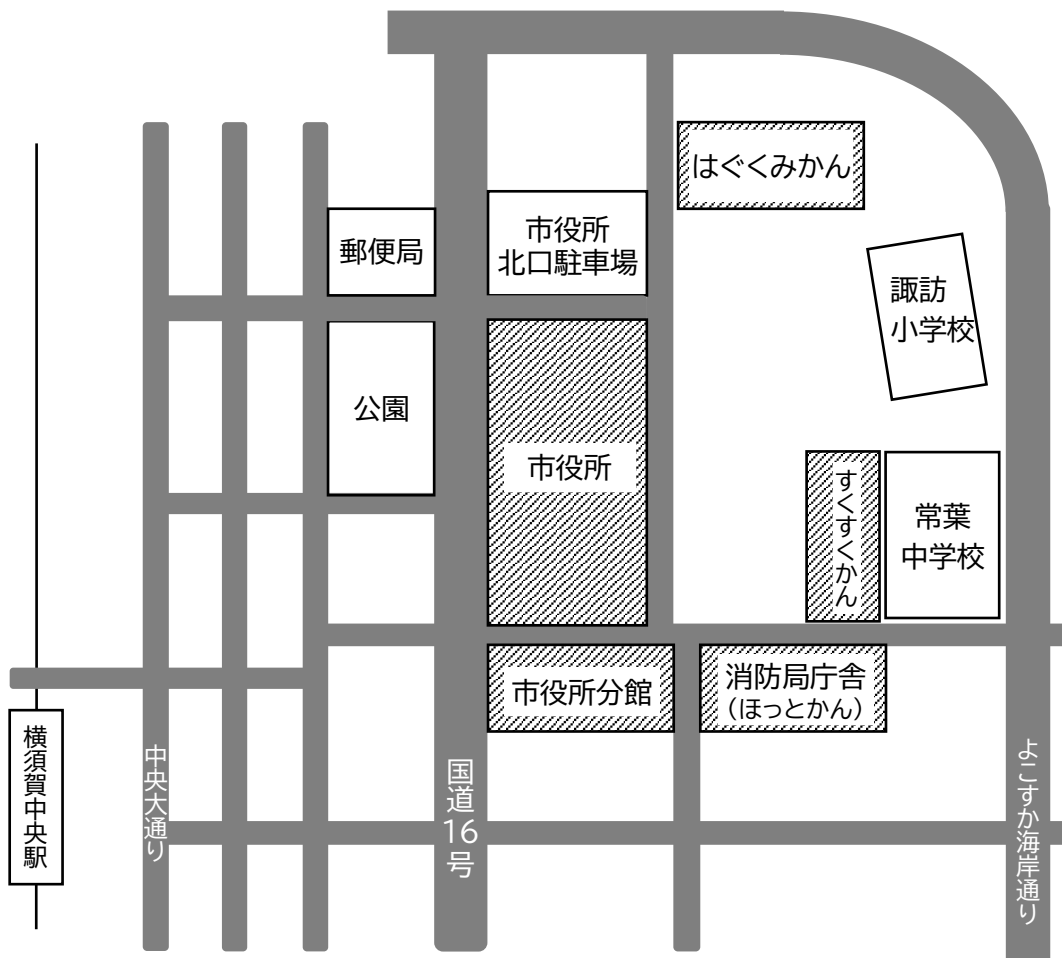 はぐくみかん
郵便局
市役所
北口駐車場
諏訪
小学校
公園
市役所
すくすくかん
常葉
中学校
市役所分館
消防局庁舎
（ほっとかん）
横須賀中央駅
中央大通り
国道16号
よこすか海岸通り